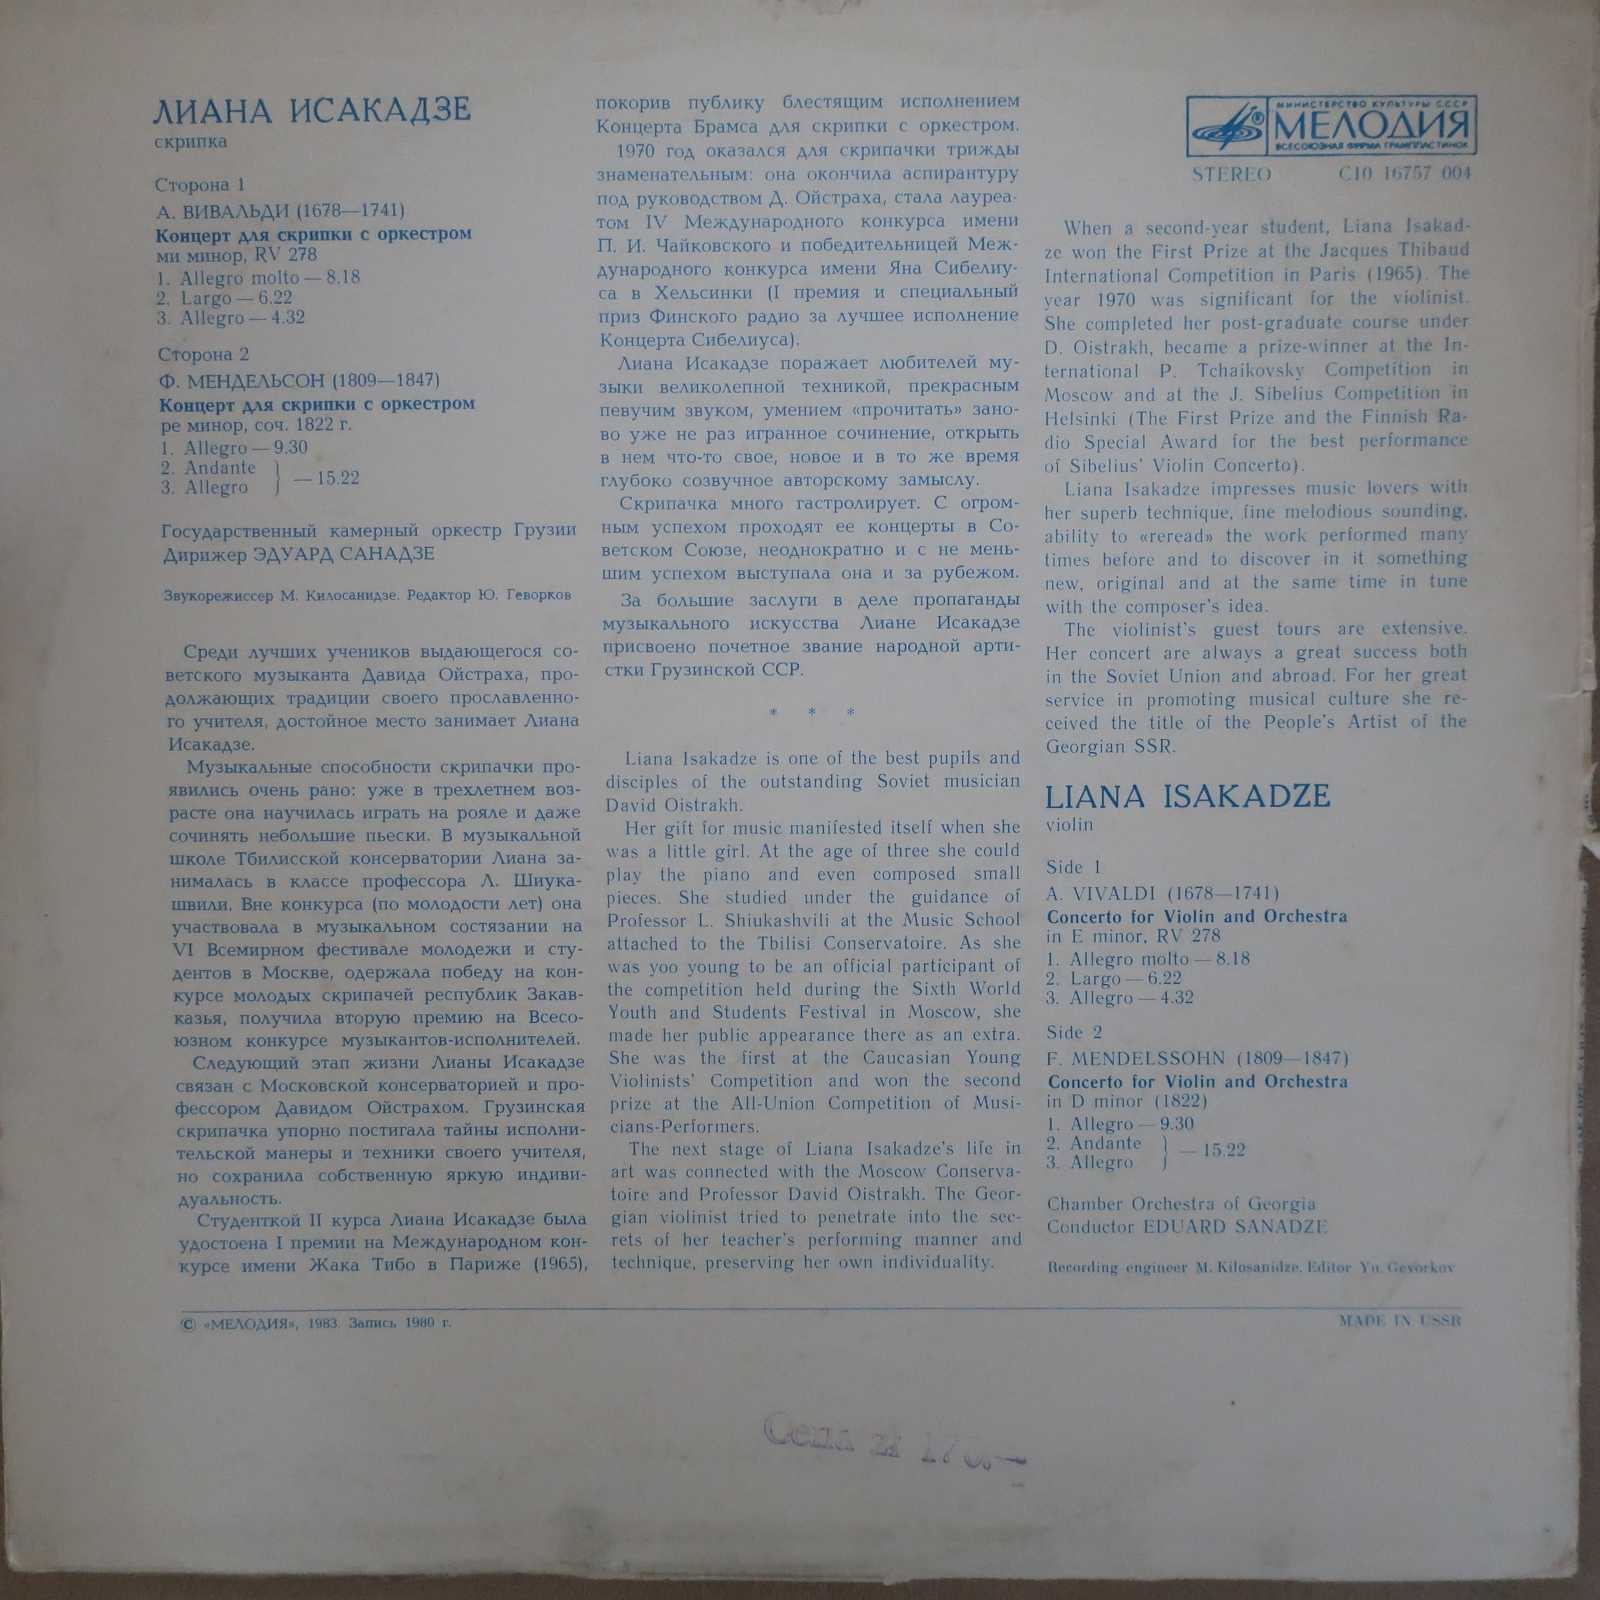 ЛИАНА ИСАКАДЗЕ
скрипка
Сторона 1
А. ВИВАЛЬДИ (1678—1741)
Концерт для скрипки с оркестром
ми минор, RV 278
1. Allegro molto — 8.18
2. Largo — 6.22
3. Allegro — 4.32
Сторона 2
Ф. МЕНДЕЛЬСОН (1809—1847)
Концерт для скрипки с оркестром
ре минор, соч. 1822 г.
1. Allegro — 9.30
2. Andante
3. Allegro } — 15.22
Государственный камерный оркестр Грузии
Дирижер ЭДУАРД САНАДЗЕ
Звукорежиссер М. Килосанидзе. Редактор Ю. Геворков
Среди лучших учеников выдающегося со-
ветского музыканта Давида Ойстраха, про-
должающих традиции своего прославленно-
го учителя, достойное место занимает Лиана
Исакадзе.
Музыкальные способности скрипачки про-
явились очень рано: уже в трехлетнем воз-
расте она научилась играть на рояле и даже
сочинять небольшие пьески. В музыкальной
школе Тбилисской консерватории Лиана за-
нималась в классе профессора Л. Шиука-
швили. Вне конкурса (по молодости лет) она
участвовала в музыкальном состязании на
VI Всемирном фестивале молодежи и сту-
дентов в Москве, одержала победу на кон-
курсе молодых скрипачей республик Закав-
казья, получила вторую премию на Всесо-
юзном конкурсе музыкантов-исполнителей.
Следующий этап жизни Лианы Исакадзе
связан с Московской консерваторией и про-
фессором Давидом Ойстрахом. Грузинская
скрипачка упорно постигала тайны исполни-
тельской манеры и техники своего учителя,
но сохранила собственную яркую индиви-
дуальность.
Студенткой II курса Лиана Исакадзе была
удостоена I премии на Международном кон-
курсе имени Жака Тибо в Париже (1965),
покорив публику блестящим исполнением
Концерта Брамса для скрипки с оркестром.
1970 год оказался для скрипачки трижды
знаменательным: она окончила аспирантуру
под руководством Д. Ойстраха, стала лауреа-
том IV Международного конкурса имени
П. И. Чайковского и победительницей Меж-
дународного конкурса имени Яна Сибелиу-
са в Хельсинки (I премия и специальный
приз Финского радио за лучшее исполнение
Концерта Сибелиуса).
Лиана Исакадзе поражает любителей му-
зыки великолепной техникой, прекрасным
певучим звуком, умением «прочитать» зано-
во уже не раз игранное сочинение, открыть
в нем что-то свое, новое и в то же время
глубоко созвучное авторскому замыслу.
Скрипачка много гастролирует. С огром-
ным успехом проходят ее концерты в Со-
ветском Союзе, неоднократно и с не мень-
шим успехом выступала она и за рубежом.
За большие заслуги в деле пропаганды
музыкального искусства Лиане Исакадзе
присвоено почетное звание народной арти-
стки Грузинской ССР.
* * *
Liana Isakadze is one of the best pupils and
disciples of the outstanding Soviet musician
David Oistrakh.
Her gift for music manifested itself when she
was a little girl. At the age of three she could
play the piano and even composed small
pieces. She studied under the guidance of
Professor L. Shiukashvili at the Music School
attached to the Tbilisi Conservatoire. As she
was yoo young to be an official participant of
the competition held during the Sixth World
Youth and Students Festival in Moscow, she
made her public appearance there as an extra.
She was the first at the Caucasian Young
Violinists' Competition and won the second
prize at the All-Union Competition of Musi-
cians-Performers.
The next stage of Liana Isakadze's life in
art was connected with the Moscow Conserva-
toire and Professor David Oistrakh. The Geor-
gian violinist tried to penetrate into the sec-
rets of her teacher's performing manner and
technique, preserving her own individuality.
МИНИСТЕРСТВО КУЛЬТУРЫ СССР
МЕЛОДИЯ
ВСЕСОЮЗНАЯ ФИРМА ГРАМПЛАСТИНОК
STEREO С10 16757 004
When a second-year student, Liana Isakad-
ze won the First Prize at the Jacques Thibaud
International Competition in Paris (1965). The
year 1970 was significant for the violinist.
She completed her post-graduate course under
D. Oistrakh, became a prize-winner at the In-
ternational P. Tchaikovsky Competition in
Moscow and at the J. Sibelius Competition in
Helsinki (The First Prize and the Finnish Ra-
dio Special Award for the best performance
of Sibelius' Violin Concerto).
Liana Isakadze impresses music lovers with
her superb technique, fine melodious sounding,
ability to «reread» the work performed many
times before and to discover in it something
new, original and at the same time in tune
with the composer's idea.
The violinist's guest tours are extensive.
Her concert are always a great success both
in the Soviet Union and abroad. For her great
service in promoting musical culture she re-
ceived the title of the People's Artist of the
Georgian SSR.
LIANA ISAKADZE
violin
Side 1
A. VIVALDI (1678—1741)
Concerto for Violin and Orchestra
in E minor, RV 278
1. Allegro molto — 8.18
2. Largo — 6.22
3. Allegro — 4.32
Side 2
F. MENDELSSOHN (1809—1847)
Concerto for Violin and Orchestra
in D minor (1822)
1. Allegro — 9.30
2. Andante
3. Allegro } — 15.22
Chamber Orchestra of Georgia
Conductor EDUARD SANADZE
Recording engineer M. Kilosanidze. Editor Yu. Gevorkov
© «МЕЛОДИЯ», 1983. Запись 1980 г.
MADE IN USSR
Cena zł 170,—